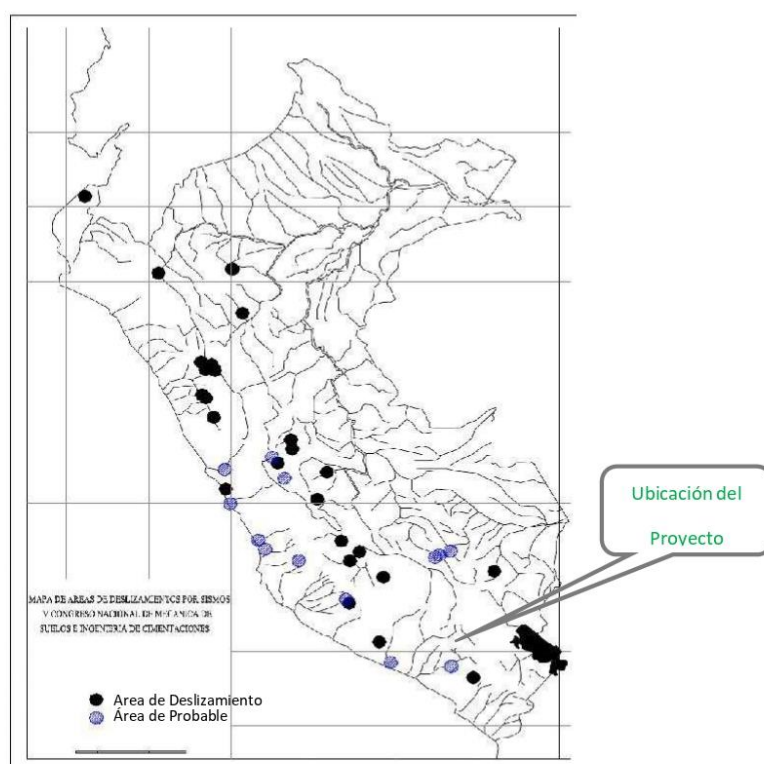 Ubicación del
Proyecto
MAPA DE AREAS DE DESLIZAMIENTOS POR SISMOS
V CONGRESO NACIONAL DE MECANICA DE
SUELOS E INGENIERIA DE CIMENTACIONES
Area de Deslizamiento
Área de Probable